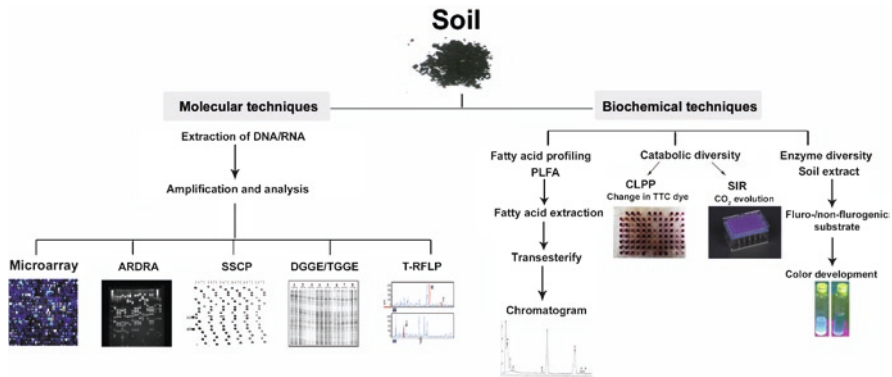 Soil
Molecular techniques
Biochemical techniques
Extraction of DNA/RNA
Amplification and analysis
Microarray
ARDRA
SSCP
DGGE/TGGE
T-RFLP
Fatty acid profiling
PLFA
Fatty acid extraction
Transesterify
Chromatogram
Catabolic diversity
CLPP
Change in TTC dye
SIR
CO₂ evolution
Enzyme diversity
Soil extract
Fluro-/non-flurogenic
substrate
Color development